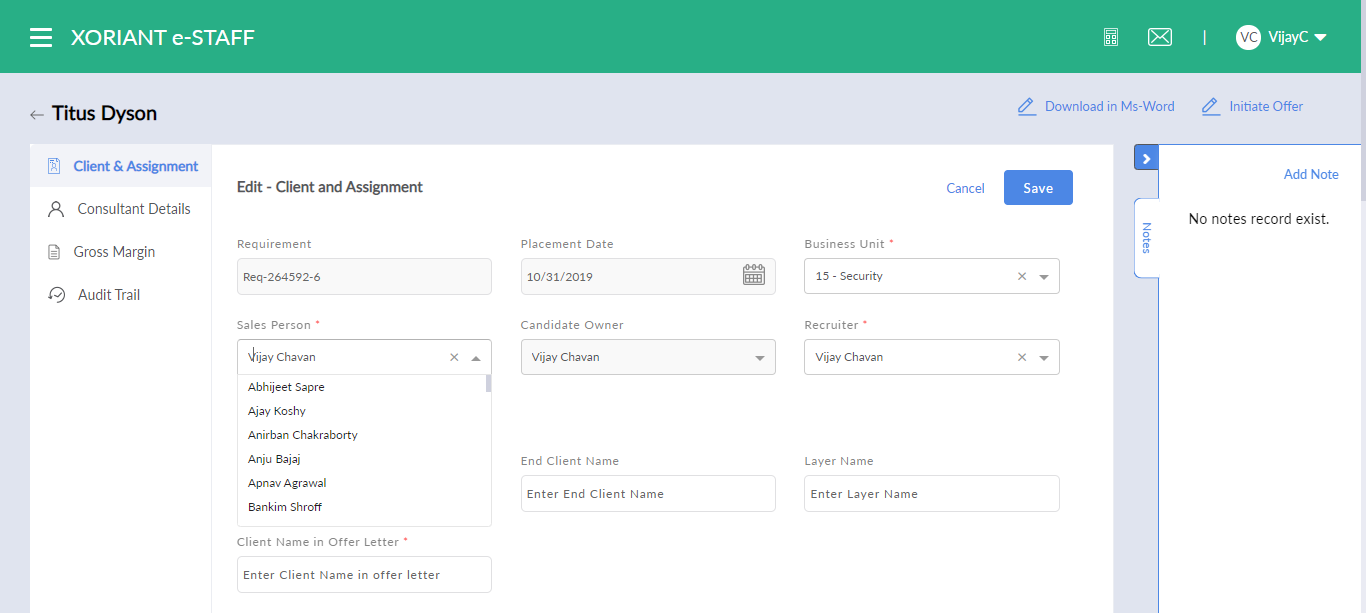 XORIANT e-STAFF
VC VijayC
Titus Dyson
Download in Ms-Word
Initiate Offer
Client & Assignment
Consultant Details
Gross Margin
Audit Trail
Edit - Client and Assignment
Cancel
Save
Requirement
Req-264592-6
Placement Date
10/31/2019
Business Unit *
15 - Security
Sales Person *
Vijay Chavan
Abhijeet Sapre
Ajay Koshy
Anirban Chakraborty
Anju Bajaj
Apnav Agrawal
Bankim Shroff
Candidate Owner
Vijay Chavan
Recruiter *
Vijay Chavan
End Client Name
Enter End Client Name
Layer Name
Enter Layer Name
Client Name in Offer Letter *
Enter Client Name in offer letter
Notes
Add Note
No notes record exist.